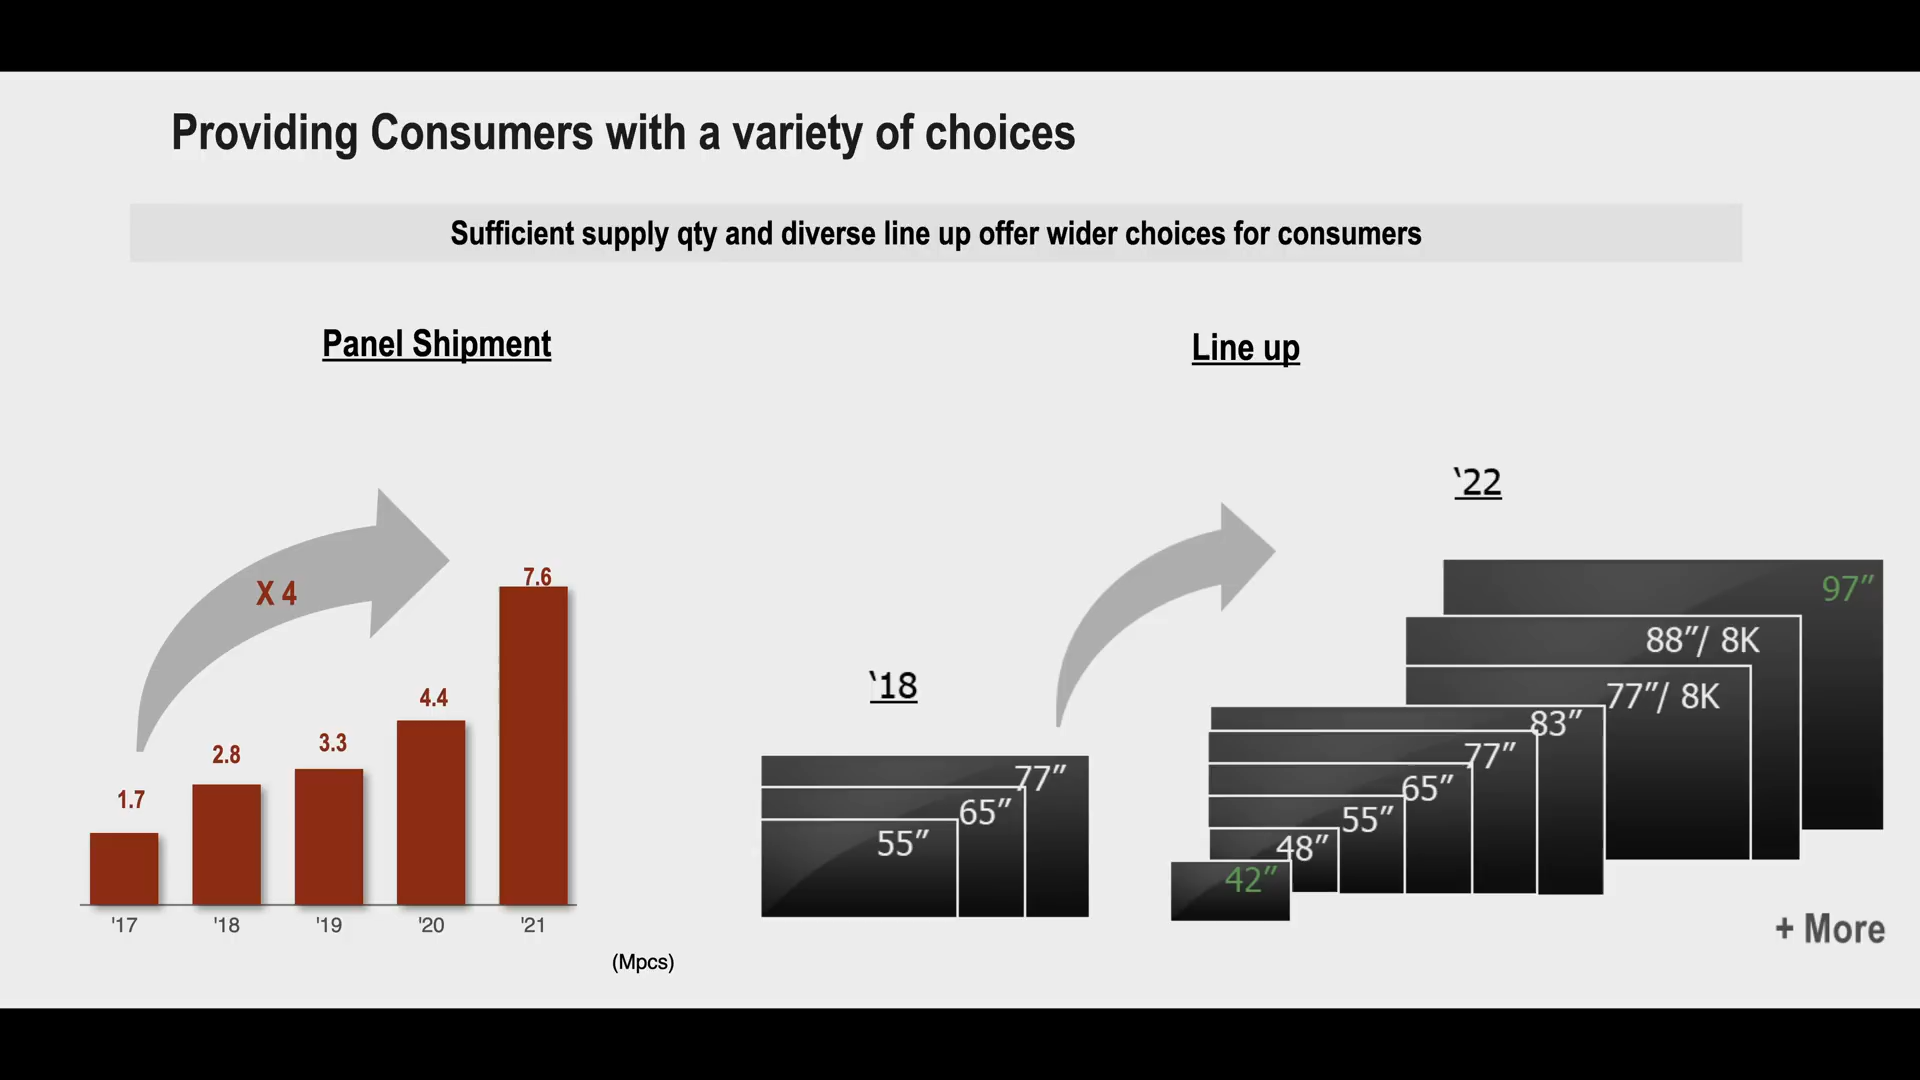 Providing Consumers with a variety of choices
Sufficient supply qty and diverse line up offer wider choices for consumers
Panel Shipment
X 4
1.7
2.8
3.3
4.4
7.6
'17
'18
'19
'20
'21
(Mpcs)
Line up
‘18
77”
65”
55”
‘22
97”
88”/ 8K
77”/ 8K
83”
77”
65”
55”
48”
42”
+ More